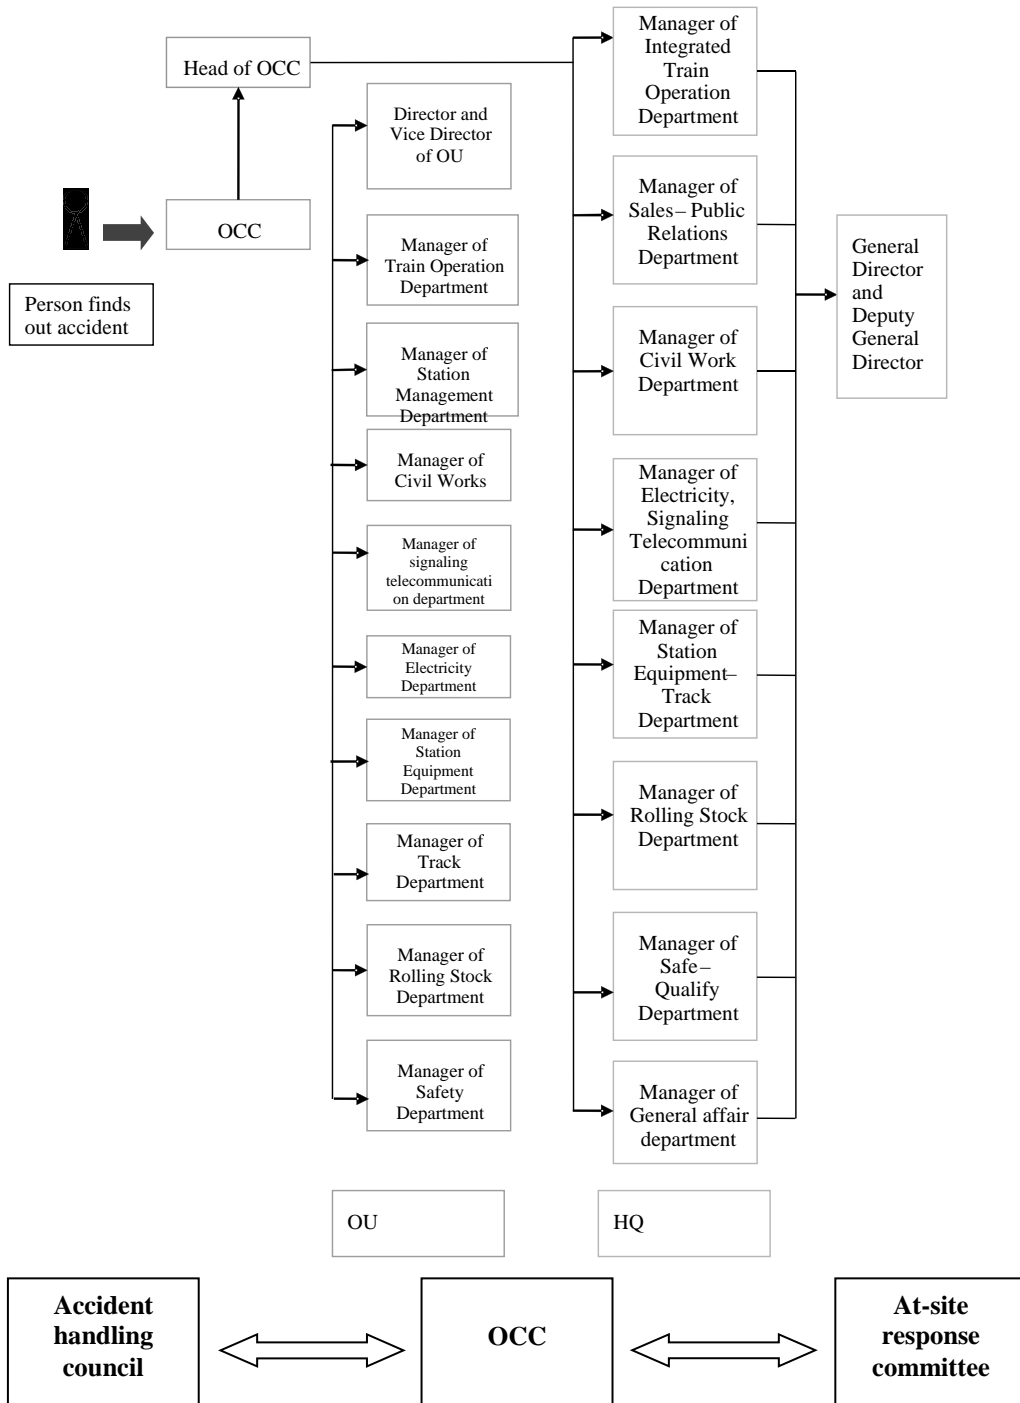 Head of OCC
OCC
Person finds
out accident
Director and
Vice Director
of OU
Manager of
Train Operation
Department
Manager of
Station
Management
Department
Manager of
Civil Works
Manager of
signaling
telecommunicati
on department
Manager of
Electricity
Department
Manager of
Station
Equipment
Department
Manager of
Track
Department
Manager of
Rolling Stock
Department
Manager of
Safety
Department
Manager of
Integrated
Train
Operation
Department
Manager of
Sales– Public
Relations
Department
Manager of
Civil Work
Department
Manager of
Electricity,
Signaling
Telecommuni
cation
Department
Manager of
Station
Equipment–
Track
Department
Manager of
Rolling Stock
Department
Manager of
Safe–
Qualify
Department
Manager of
General affair
department
General
Director
and
Deputy
General
Director
OU
HQ
Accident
handling
council
OCC
At-site
response
committee